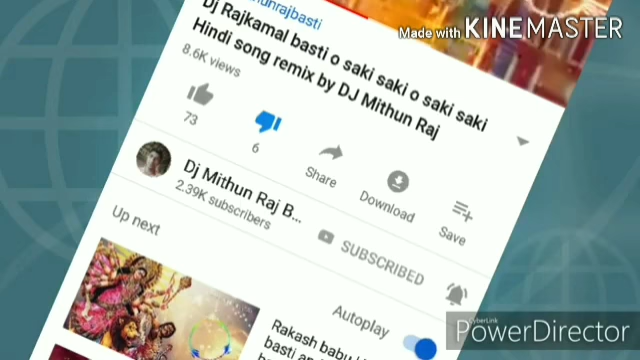 hunrajbasti
Made with KINEMASTER
Dj Rajkamal basti o saki saki o saki saki
Hindi song remix by DJ Mithun Raj
8.6K views
73
6
Share
Download
Save
Dj Mithun Raj B...
2.39K subscribers
SUBSCRIBED
Up next
Autoplay
Rakash babu
CyberLink
PowerDirector